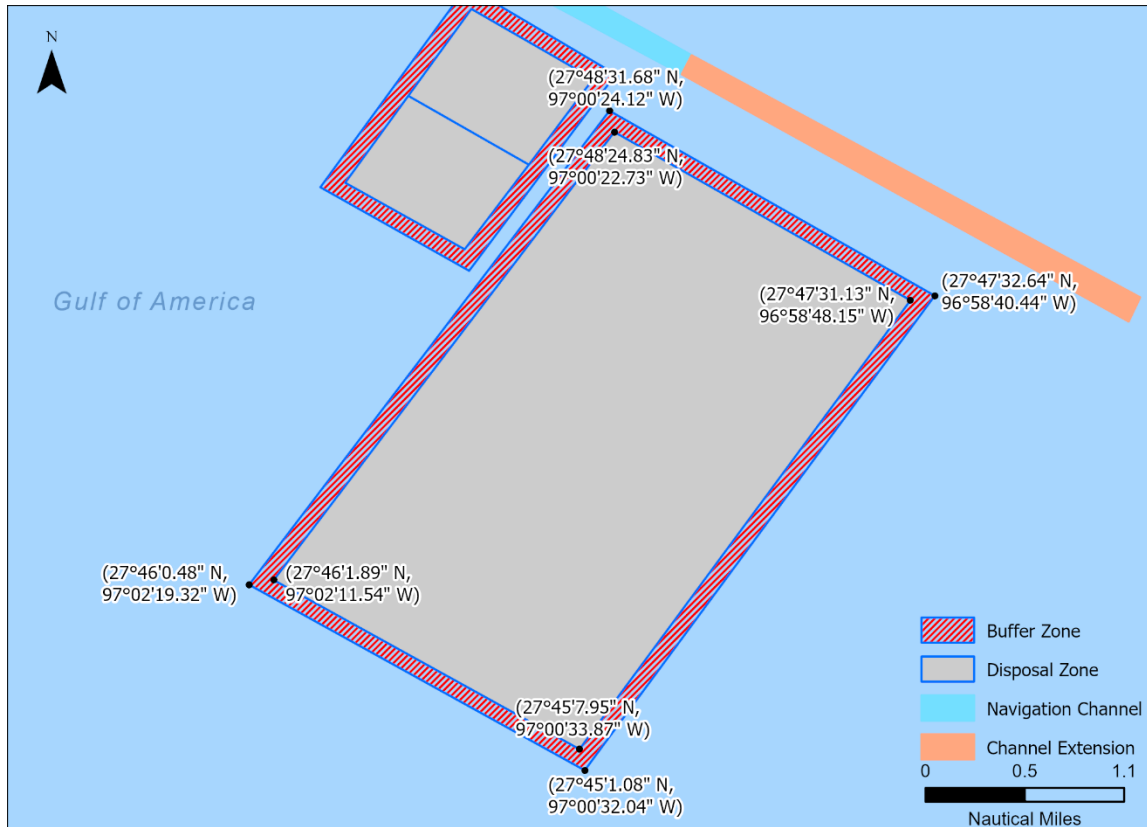 N
(27°48'31.68" N,
97°00'24.12" W)
(27°48'24.83" N,
97°00'22.73" W)
(27°47'31.13" N,
96°58'48.15" W)
(27°47'32.64" N,
96°58'40.44" W)
Gulf of America
(27°46'0.48" N,
97°02'19.32" W)
(27°46'1.89" N,
97°02'11.54" W)
(27°45'7.95" N,
97°00'33.87" W)
(27°45'1.08" N,
97°00'32.04" W)
Buffer Zone
Disposal Zone
Navigation Channel
Channel Extension
0 0.5 1.1
Nautical Miles